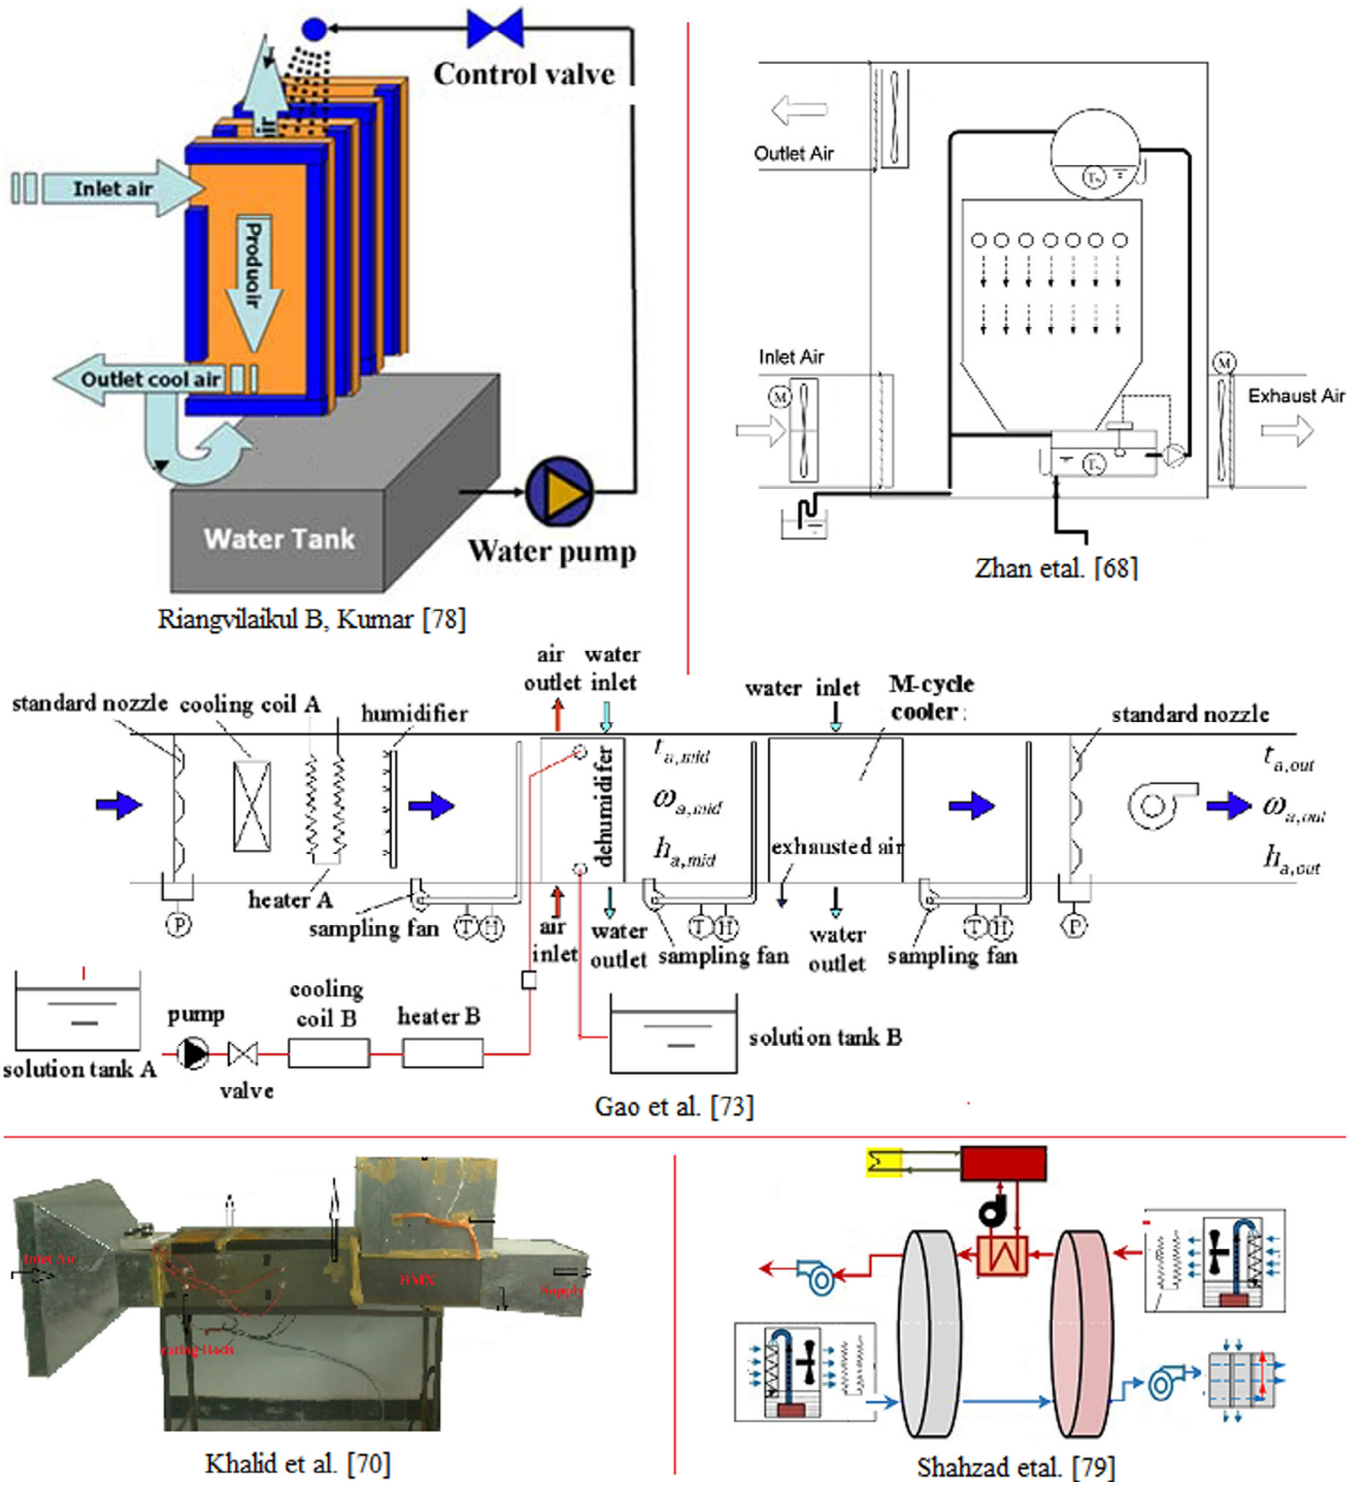 Control valve
Inlet air
air
Produair
Outlet cool air
Water Tank
Water pump
Riangvilaikul B, Kumar [78]
Outlet Air
Inlet Air
M
M
Exhaust Air
Zhan etal. [68]
air outlet
water inlet
water inlet
M-cycle
cooler :
standard nozzle
cooling coil A
humidifier
standard nozzle
dehumidifer
t a,mid
ω a,mid
h a,mid
t a,out
ω a,out
h a,out
exhausted air
heater A
sampling fan
P
T H
air inlet
water outlet
sampling fan
T H
water outlet
sampling fan
T H
P
solution tank A
pump
valve
cooling
coil B
heater B
solution tank B
Gao et al. [73]
Inlet Air
HMX
Supply
Khalid et al. [70]
Shahzad etal. [79]